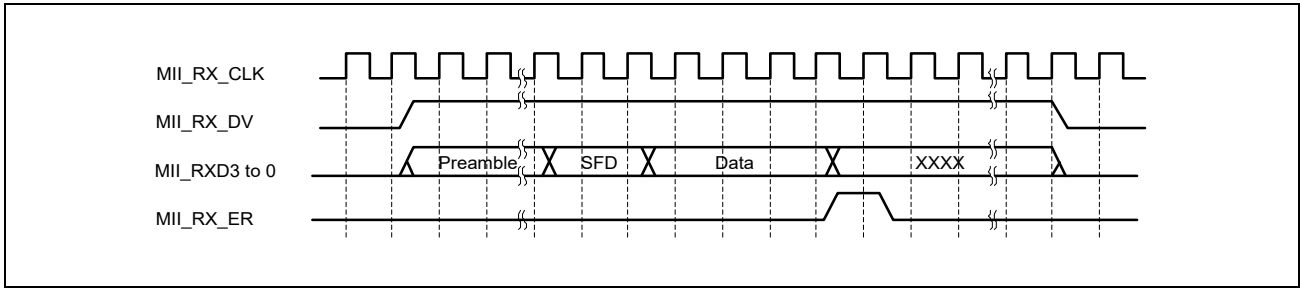 MII_RX_CLK
MII_RX_DV
MII_RXD3 to 0 Preamble SFD Data XXXX
MII_RX_ER